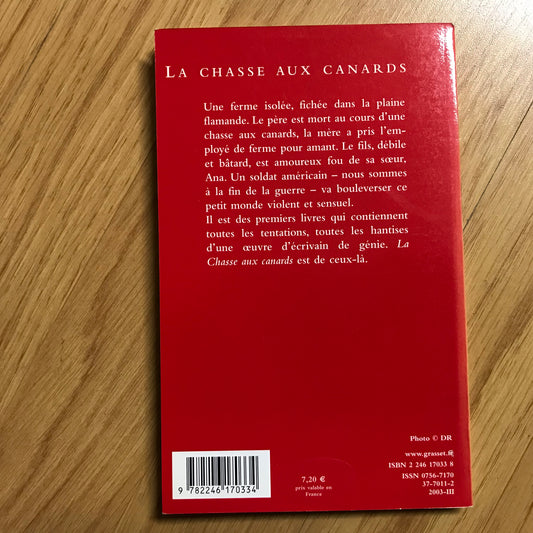 LA CHASSE AUX CANARDS
Une ferme isolée, fichée dans la plaine
flamande. Le père est mort au cours d'une
chasse aux canards, la mère a pris l'em-
ployé de ferme pour amant. Le fils, débile
et bâtard, est amoureux fou de sa sœur,
Ana. Un soldat américain – nous sommes
à la fin de la guerre – va bouleverser ce
petit monde violent et sensuel.
Il est des premiers livres qui contiennent
toutes les tentations, toutes les hantises
d'une œuvre d'écrivain de génie. La
Chasse aux canards est de ceux-là.
Photo © DR
www.grasset.fr
ISBN 2 246 17033 8
ISSN 0756-7170
37-7011-2
2003-III
7,20 €
prix valable en
France
9 782246 170334